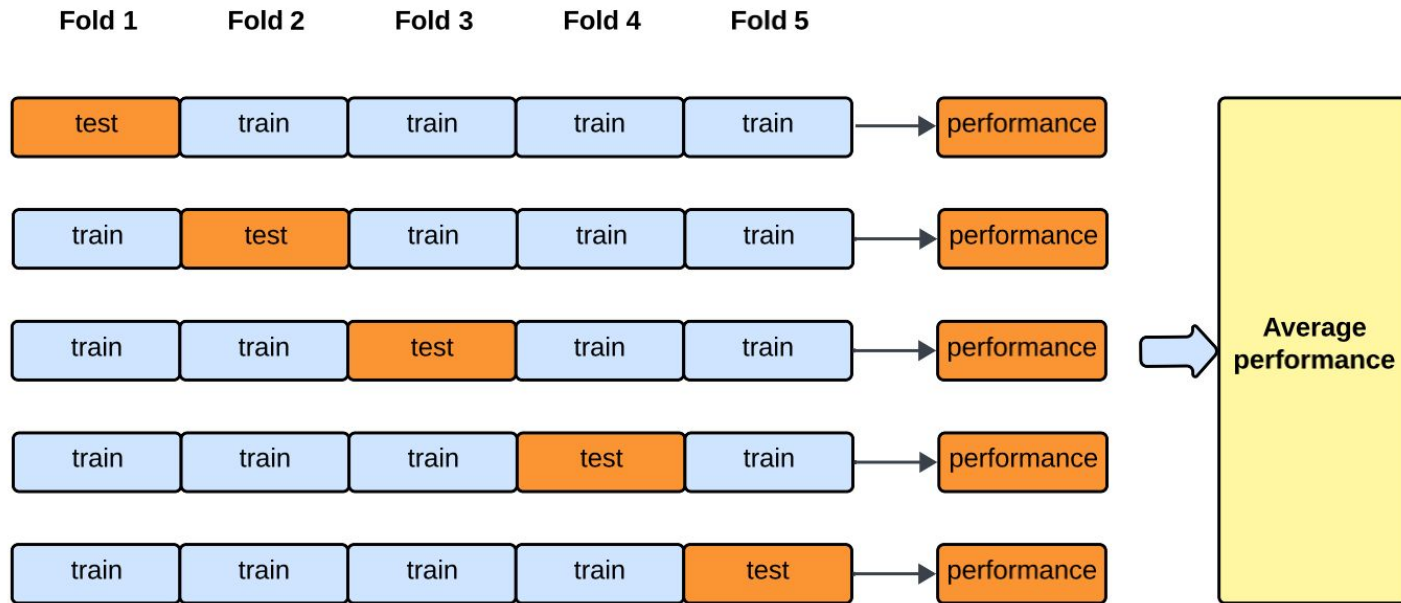 Fold 1 Fold 2 Fold 3 Fold 4 Fold 5
test train train train train performance
train test train train train performance
train train test train train performance
Average
performance
train train train test train performance
train train train train test performance